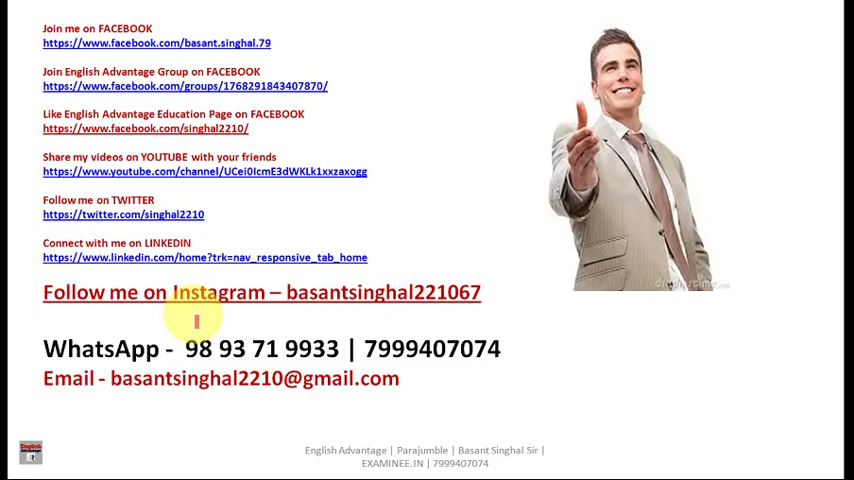 Join me on FACEBOOK
https://www.facebook.com/basant.singhal.79
Join English Advantage Group on FACEBOOK
https://www.facebook.com/groups/1768291843407870/
Like English Advantage Education Page on FACEBOOK
https://www.facebook.com/singhal2210/
Share my videos on YOUTUBE with your friends
https://www.youtube.com/channel/UCei0IcmE3dWKLk1xxzaxogg
Follow me on TWITTER
https://twitter.com/singhal2210
Connect with me on LINKEDIN
https://www.linkedin.com/home?trk=nav_responsive_tab_home
Follow me on Instagram – basantsinghal221067
WhatsApp - 98 93 71 9933 | 7999407074
Email - basantsinghal2210@gmail.com
English Advantage | Parajumble | Basant Singhal Sir |
EXAMINEE.IN | 7999407074
English
Advantage